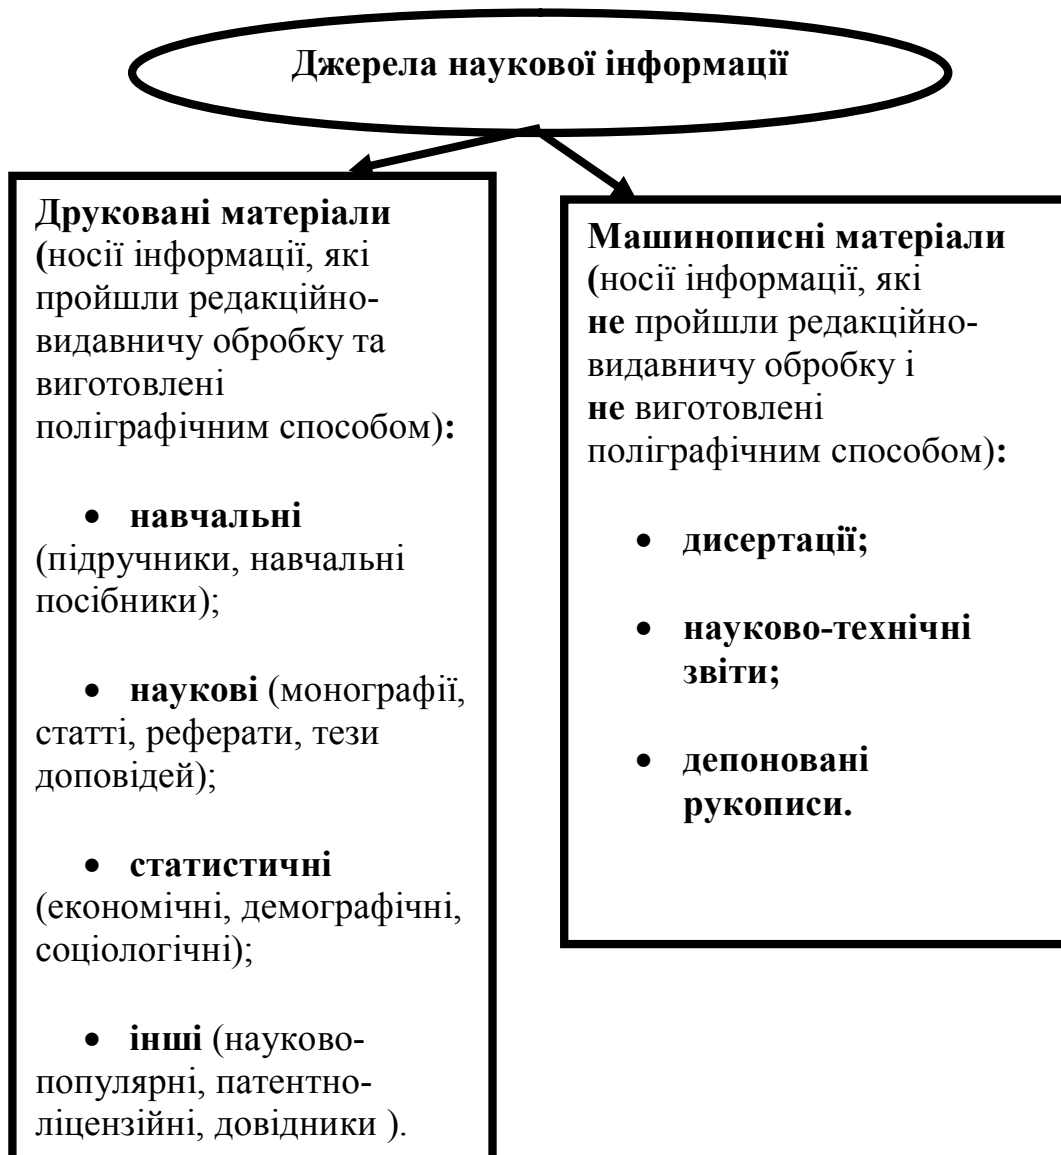 Джерела наукової інформації
Друковані матеріали
(носії інформації, які
пройшли редакційно-
видавничу обробку та
виготовлені
поліграфічним способом):
• навчальні
(підручники, навчальні
посібники);
• наукові (монографії,
статті, реферати, тези
доповідей);
• статистичні
(економічні, демографічні,
соціологічні);
• інші (науково-
популярні, патентно-
ліцензійні, довідники ).
Машинописні матеріали
(носії інформації, які
не пройшли редакційно-
видавничу обробку і
не виготовлені
поліграфічним способом):
• дисертації;
• науково-технічні
звіти;
• депоновані
рукописи.